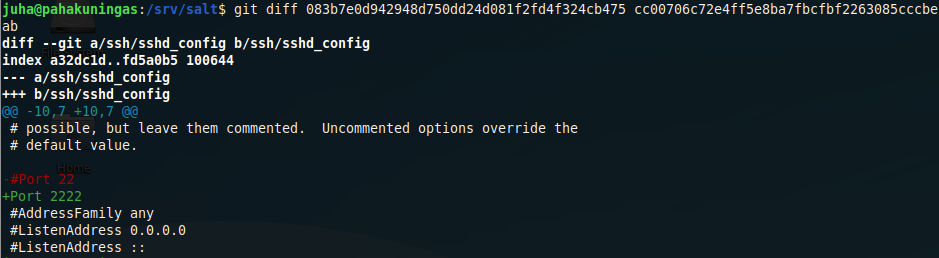 juha@pahakuningas:/srv/salt$ git diff 083b7e0d942948d750dd24d081f2fd4f324cb475 cc00706c72e4ff5e8ba7fbcfbf2263085cccbe
ab
diff --git a/ssh/sshd_config b/ssh/sshd_config
index a32dc1d..fd5a0b5 100644
--- a/ssh/sshd_config
+++ b/ssh/sshd_config
@@ -10,7 +10,7 @@
 # possible, but leave them commented.  Uncommented options override the
 # default value.
Home
-#Port 22
+Port 2222
 #AddressFamily any
 #ListenAddress 0.0.0.0
 #ListenAddress ::